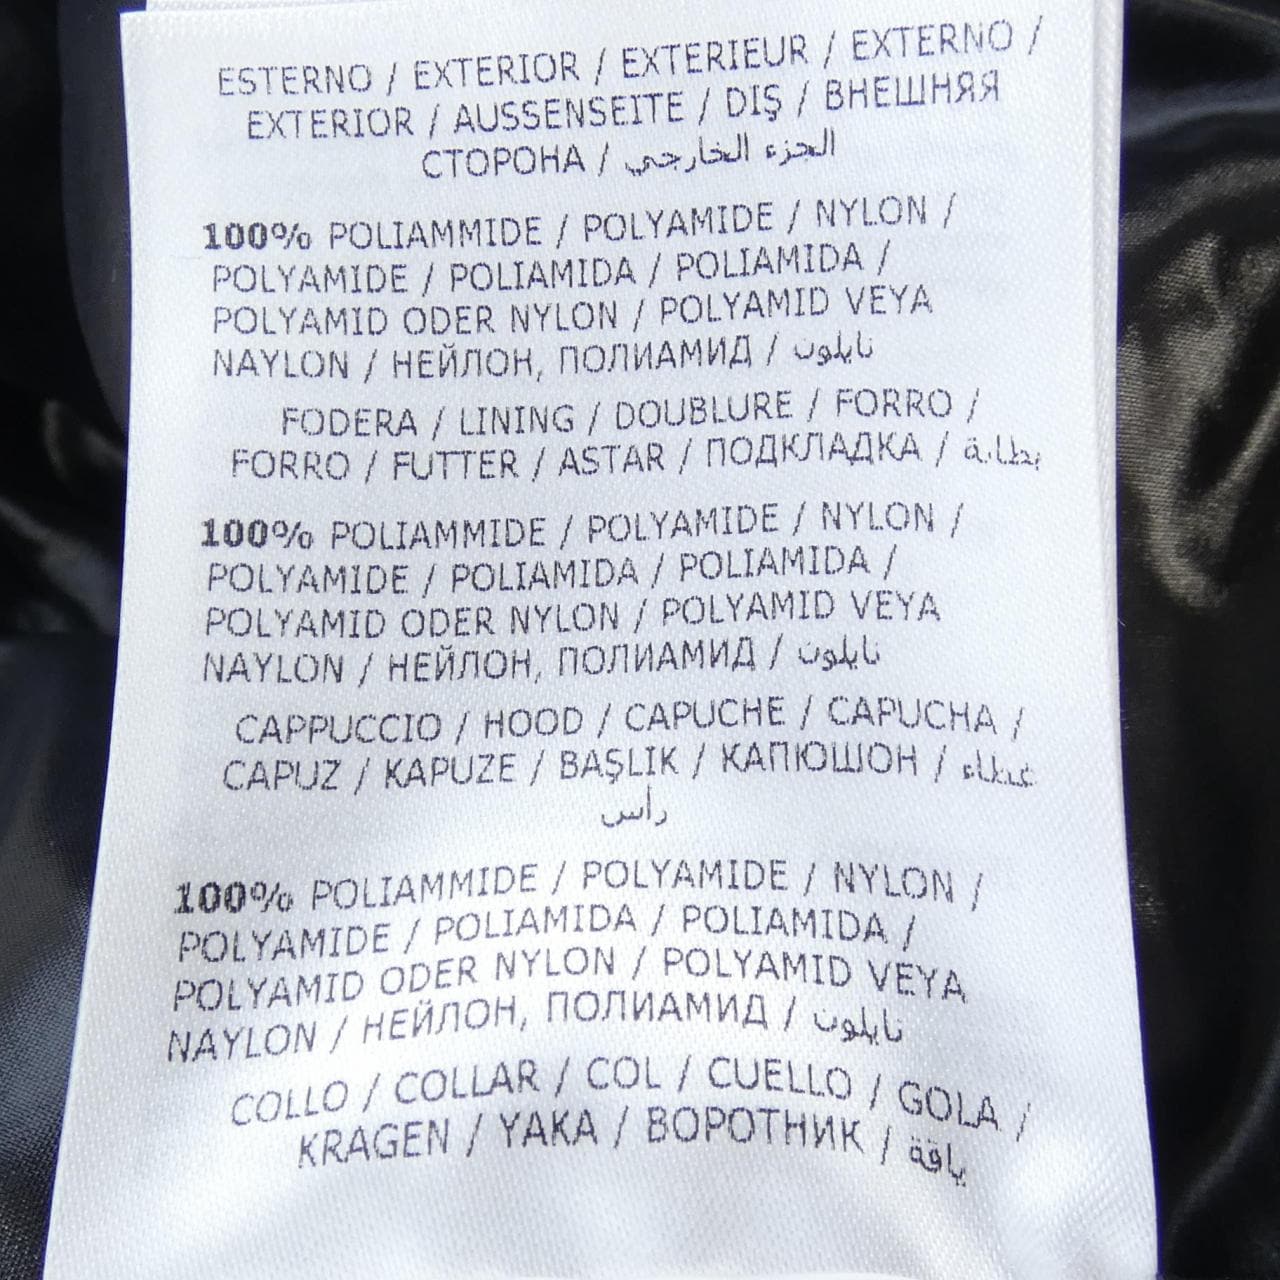 ESTERNO / EXTERIOR / EXTERIEUR / EXTERNO /
EXTERIOR / AUSSENSEITE / DIŞ / ВНЕШНЯЯ
СТОРОНА / الجزء الخارجي
100% POLIAMMIDE / POLYAMIDE / NYLON /
POLYAMIDE / POLIAMIDA / POLIAMIDA /
POLYAMID ODER NYLON / POLYAMID VEYA
NAYLON / НЕЙЛОН, ПОЛИАМИД / نايلون
FODERA / LINING / DOUBLURE / FORRO /
FORRO / FUTTER / ASTAR / ПОДКЛАДКА / بطانة
100% POLIAMMIDE / POLYAMIDE / NYLON /
POLYAMIDE / POLIAMIDA / POLIAMIDA /
POLYAMID ODER NYLON / POLYAMID VEYA
NAYLON / НЕЙЛОН, ПОЛИАМИД / نايلون
CAPPUCCIO / HOOD / CAPUCHE / CAPUCHA /
CAPUZ / KAPUZE / BAŞLIK / КАПЮШОН / غطاء
رأس
100% POLIAMMIDE / POLYAMIDE / NYLON /
POLYAMIDE / POLIAMIDA / POLIAMIDA /
POLYAMID ODER NYLON / POLYAMID VEYA
NAYLON / НЕЙЛОН, ПОЛИАМИД / نايلون
COLLO / COLLAR / COL / CUELLO / GOLA /
KRAGEN / YAKA / ВОРОТНИК / ياقة